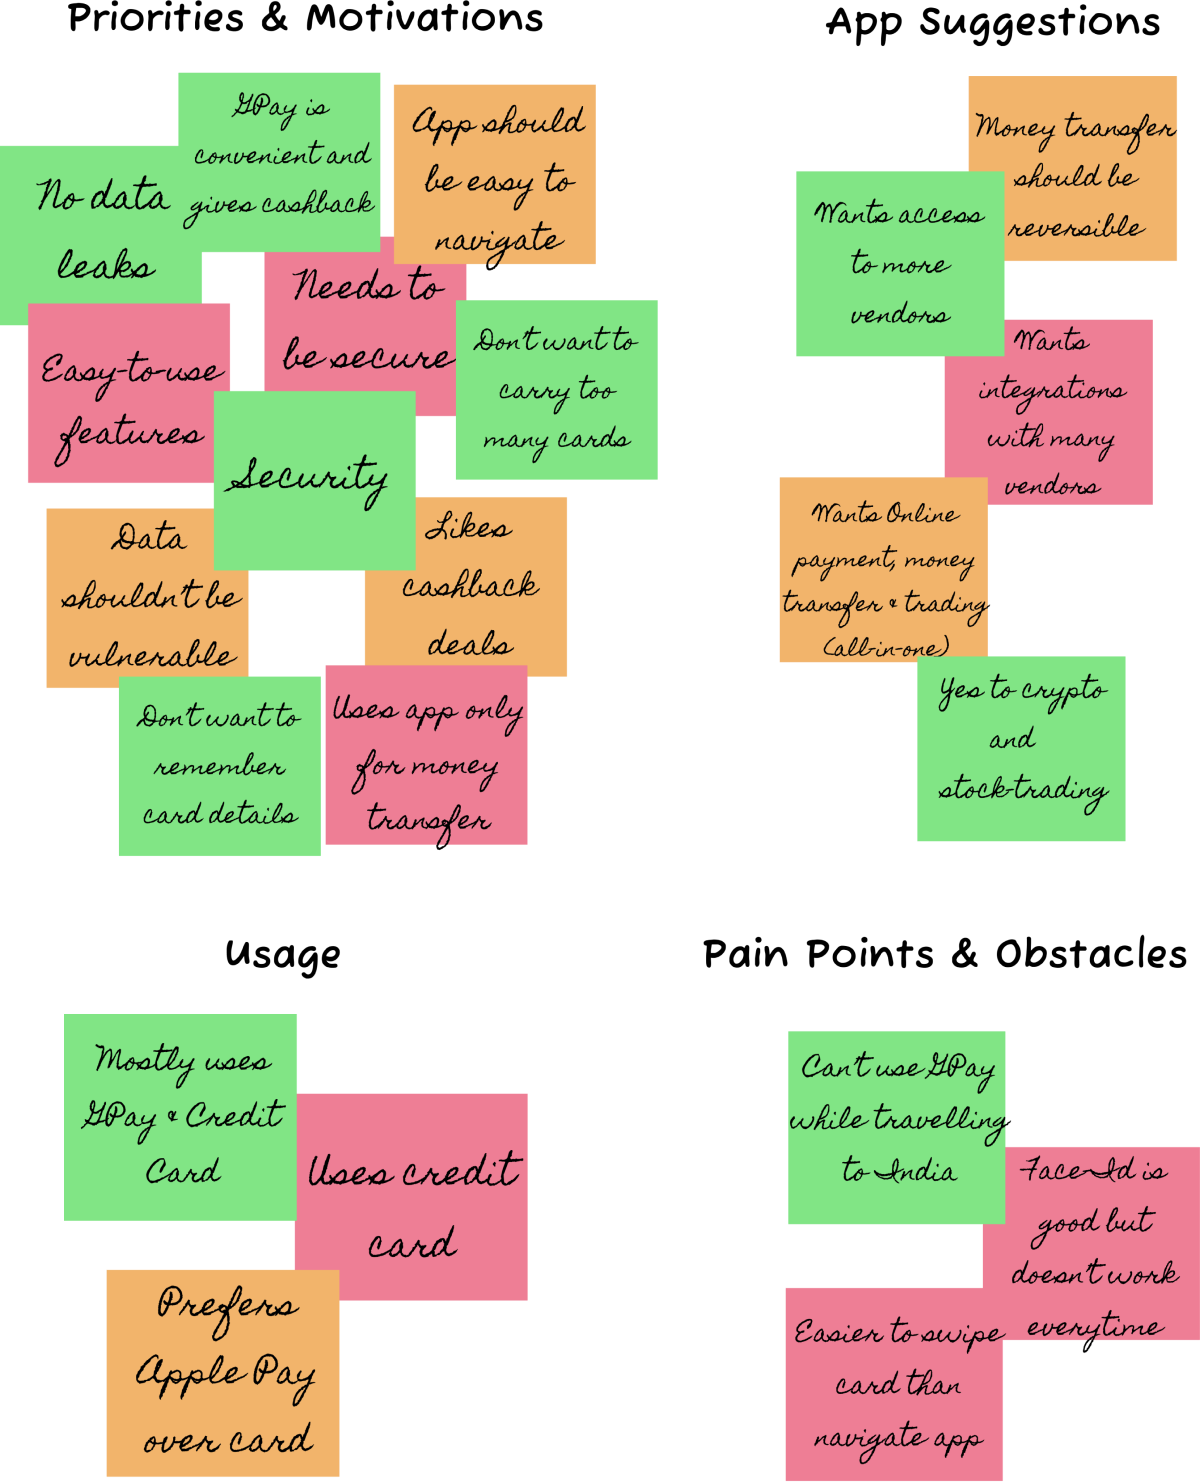 Priorities & Motivations
GPay is
convenient and
gives cashback
App should
be easy to
navigate
No data
leaks
Needs to
be secure
Easy-to-use
features
Don't want to
carry too
many cards
Security
Data
shouldn't be
vulnerable
Likes
cashback
deals
Don't want to
remember
card details
Uses app only
for money
transfer
App Suggestions
Money transfer
should be
reversible
Wants access
to more
vendors
Wants
integrations
with many
vendors
Wants Online
payment, money
transfer & trading
(all-in-one)
Yes to crypto
and
stock-trading
Usage
Mostly uses
GPay & Credit
Card
Uses credit
card
Prefers
Apple Pay
over card
Pain Points & Obstacles
Can't use GPay
while travelling
to India
Face-Id is
good but
doesn't work
everytime
Easier to swipe
card than
navigate app